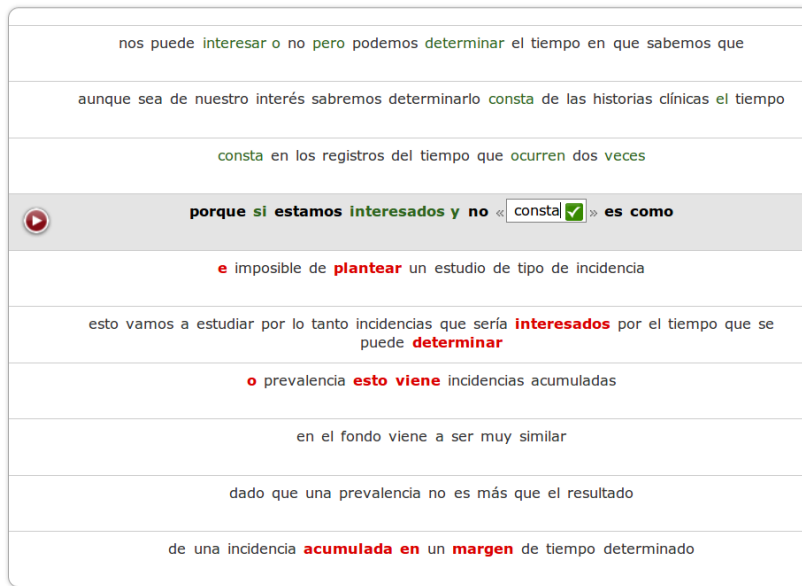 nos puede interesar o no pero podemos determinar el tiempo en que sabemos que
aunque sea de nuestro interés sabremos determinarlo consta de las historias clínicas el tiempo
consta en los registros del tiempo que ocurren dos veces
porque si estamos interesados y no « consta » es como
e imposible de plantear un estudio de tipo de incidencia
esto vamos a estudiar por lo tanto incidencias que sería interesados por el tiempo que se
puede determinar
o prevalencia esto viene incidencias acumuladas
en el fondo viene a ser muy similar
dado que una prevalencia no es más que el resultado
de una incidencia acumulada en un margen de tiempo determinado